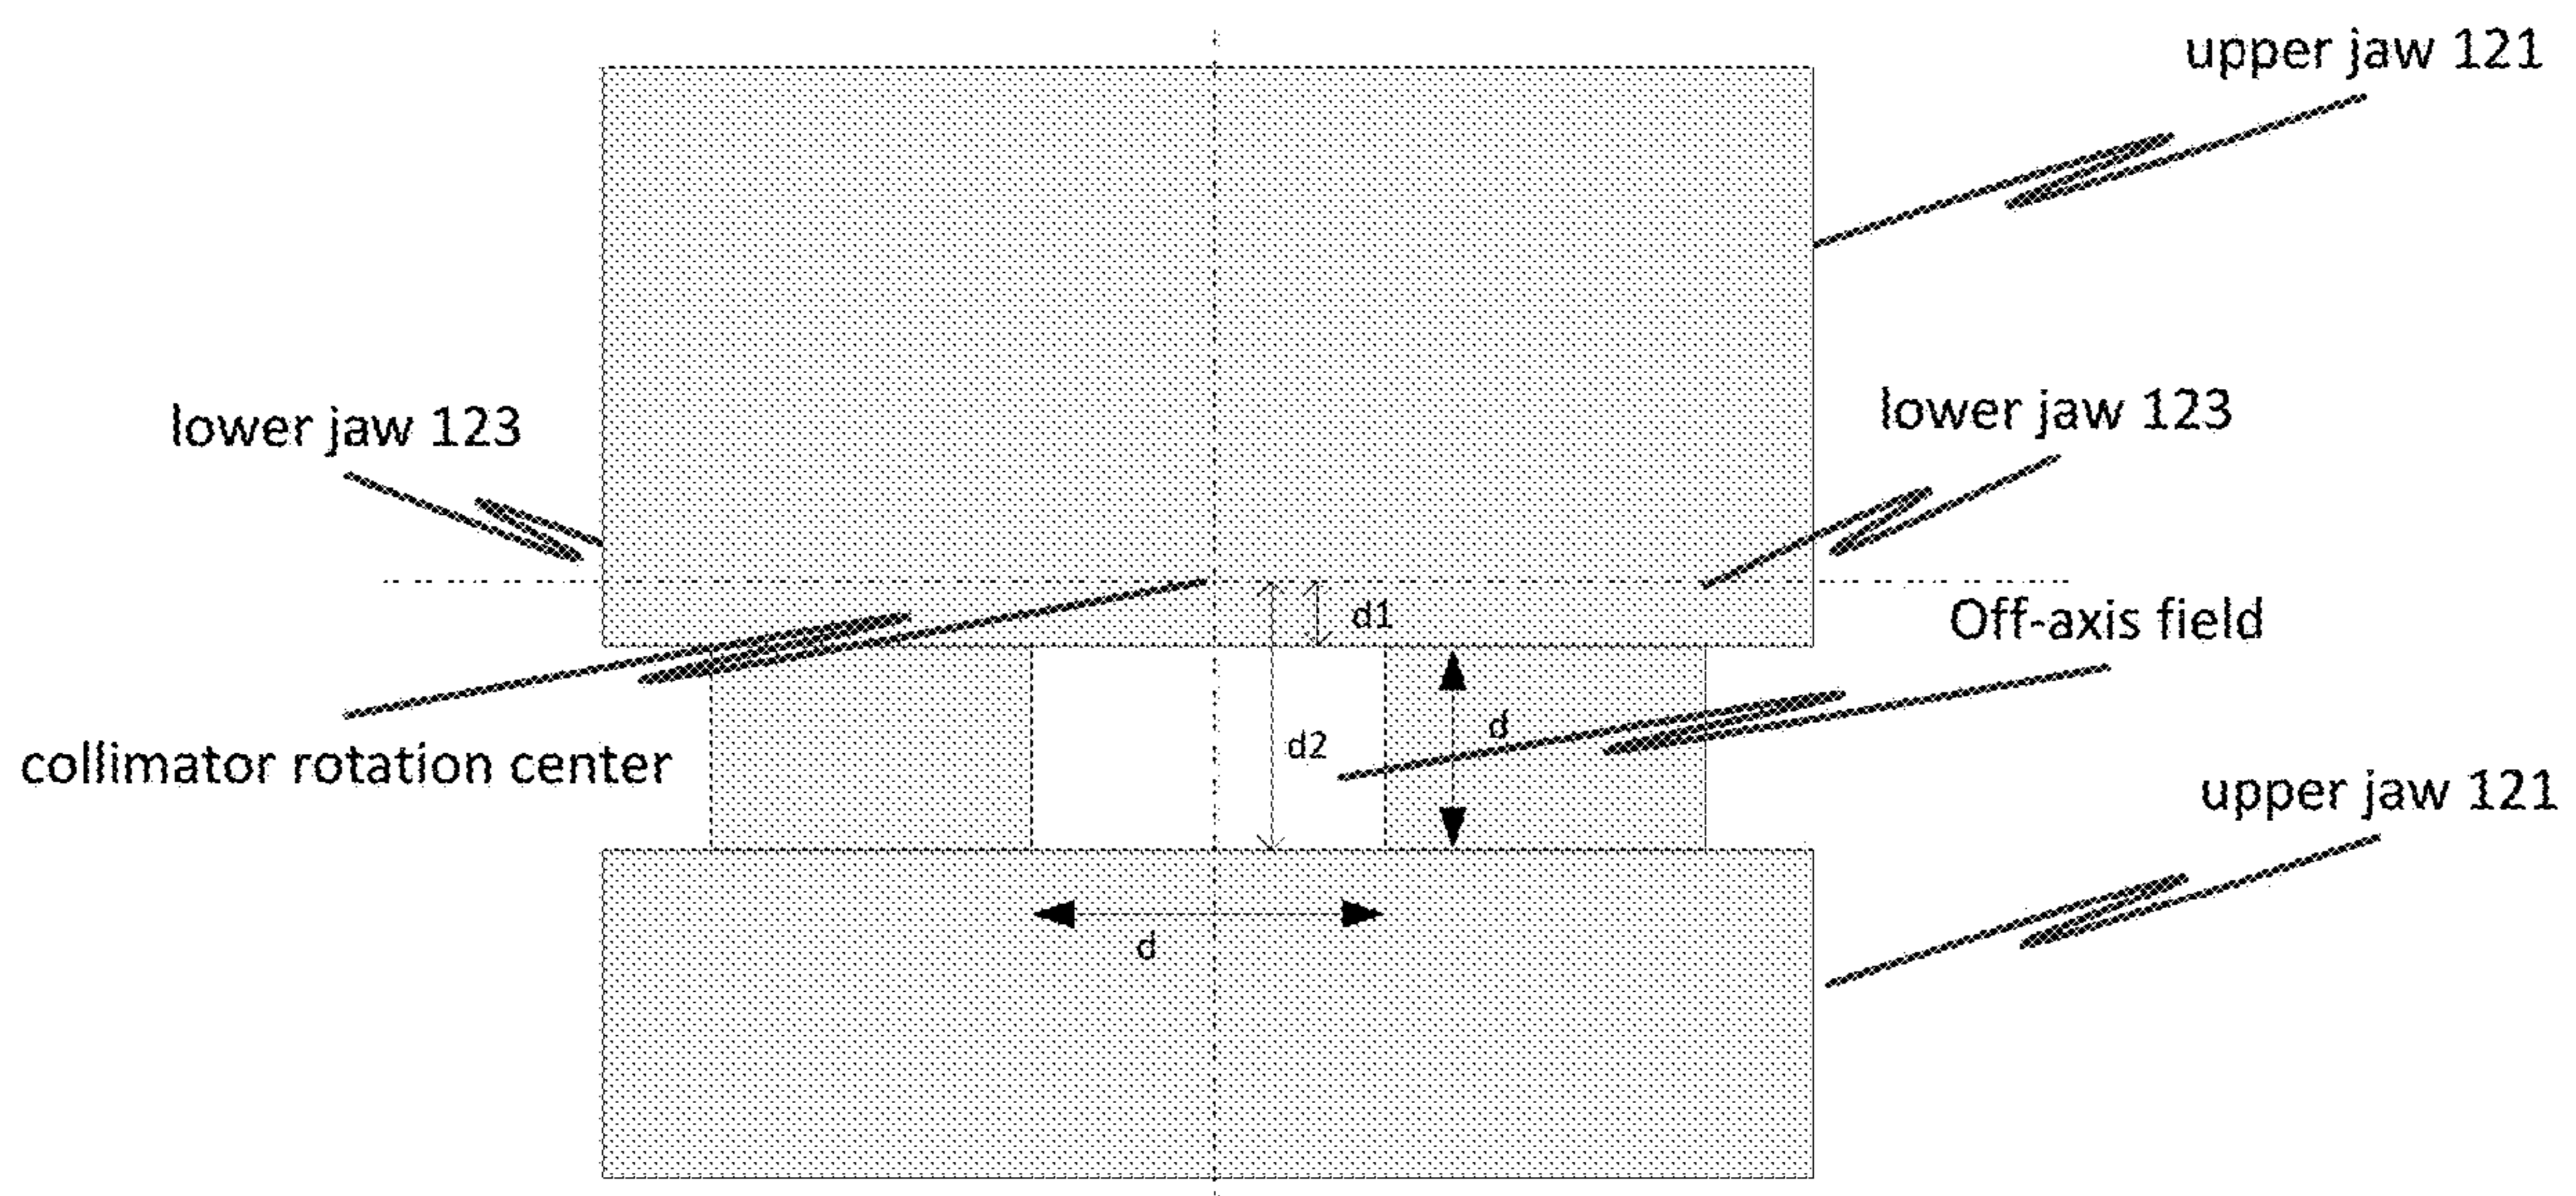 upper jaw 121
lower jaw 123
lower jaw 123
d1
Off-axis field
d
d2
collimator rotation center
upper jaw 121
d